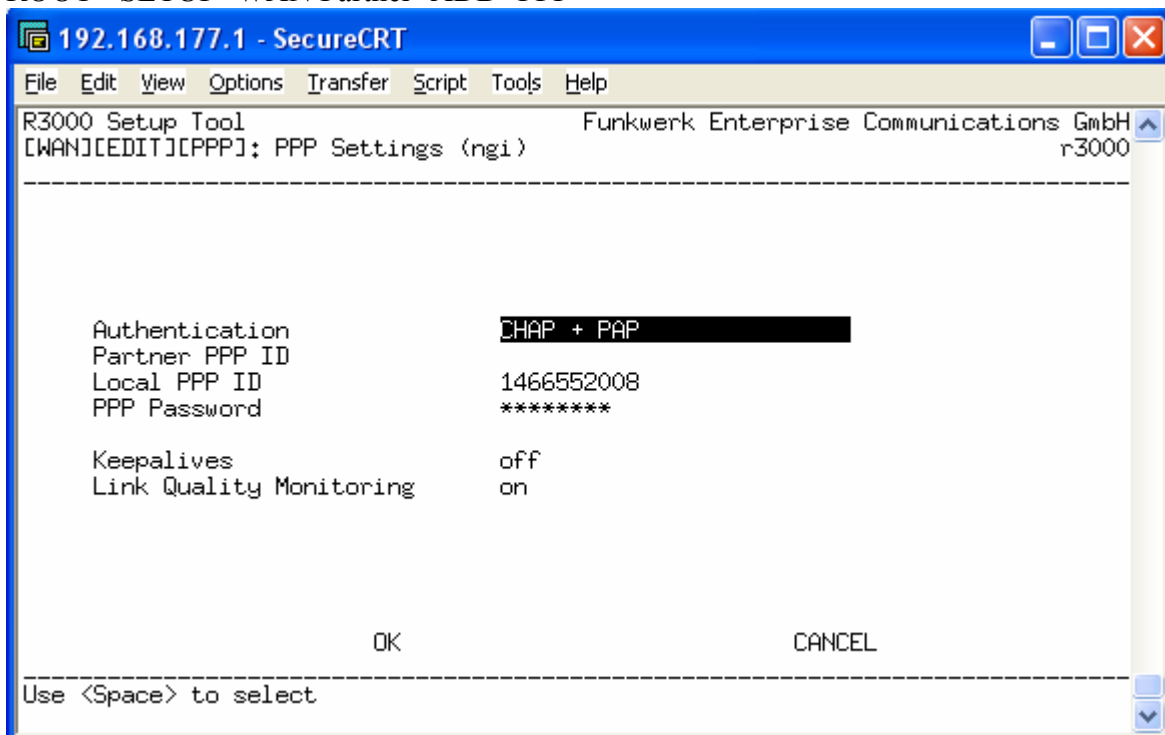 192.168.177.1 - SecureCRT
File Edit View Options Transfer Script Tools Help
R3000 Setup Tool Funkwerk Enterprise Communications GmbH
[WAN][EDIT][PPP]: PPP Settings (ngi) r3000
Authentication CHAP + PAP
Partner PPP ID
Local PPP ID 1466552008
PPP Password ********
Keepalives off
Link Quality Monitoring on
OK CANCEL
Use <Space> to select